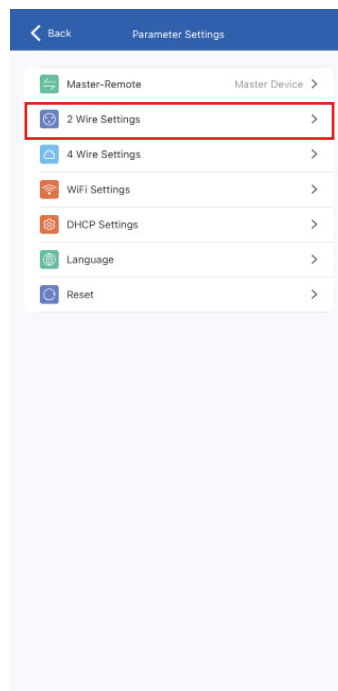 Back Parameter Settings
Master-Remote Master Device
2 Wire Settings
4 Wire Settings
WiFi Settings
DHCP Settings
Language
Reset